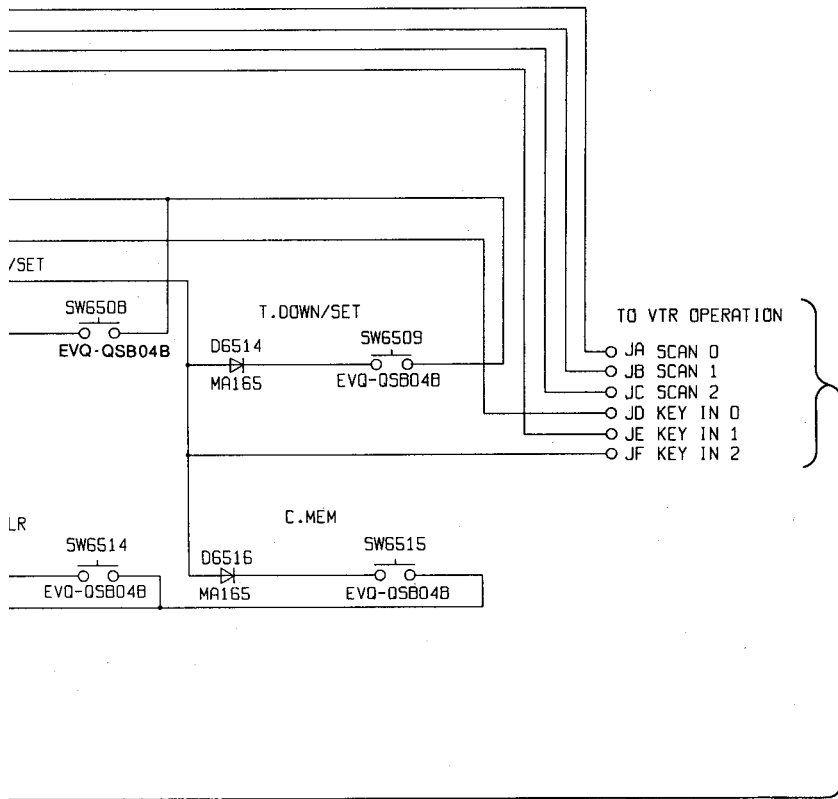 /SET
SW6508
EVQ-QSB04B
T.DOWN/SET
D6514
MA165
SW6509
EVQ-QSB04B
TO VTR OPERATION
JA SCAN 0
JB SCAN 1
JC SCAN 2
JD KEY IN 0
JE KEY IN 1
JF KEY IN 2
LR
SW6514
EVQ-QSB04B
C.MEM
D6516
MA165
SW6515
EVQ-QSB04B